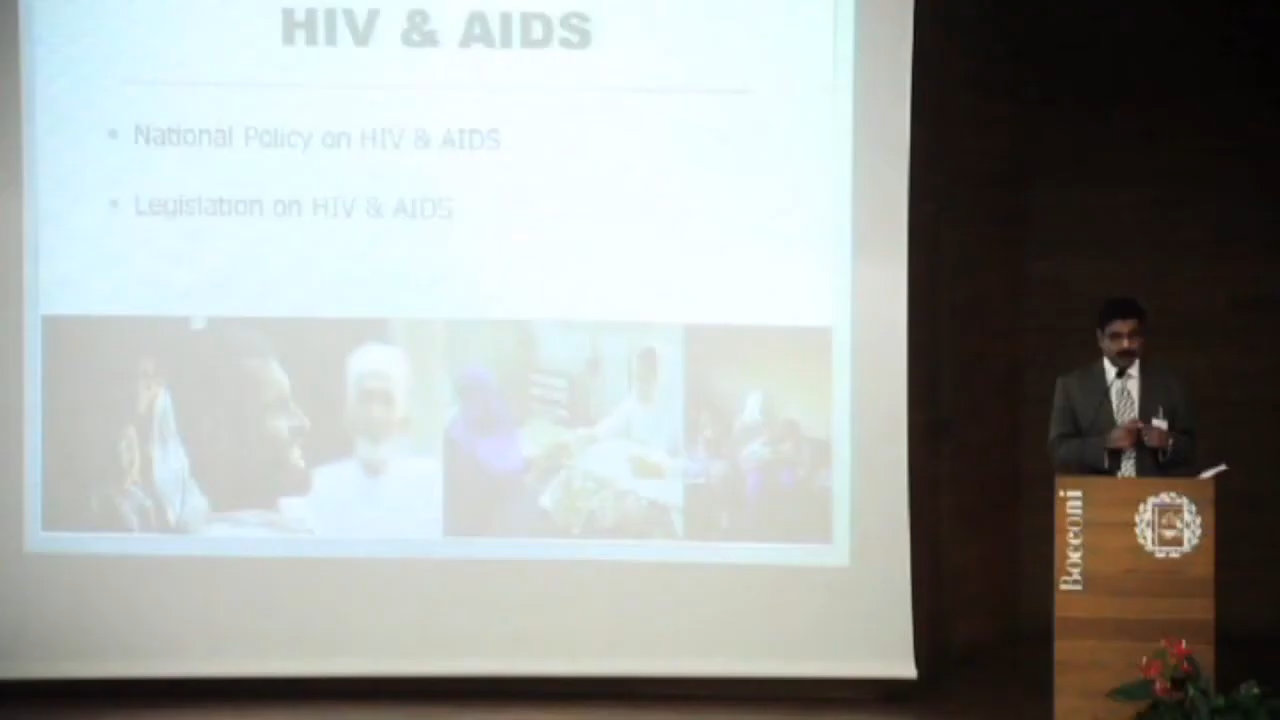 HIV & AIDS
• National Policy on HIV & AIDS
• Legislation on HIV & AIDS
Bocconi